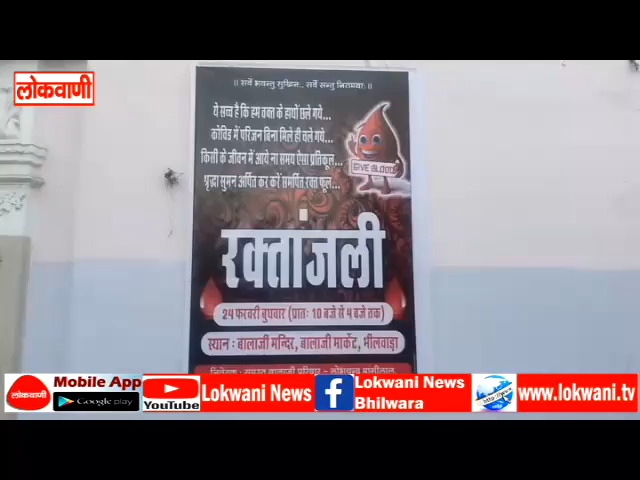 लोकवाणी
॥ सर्वे भवन्तु सुखिनः.. सर्वे सन्तु निरामयाः ॥
ये सच्च है कि हम वक्त के हाथों छले गये...
कोविड में परिजन बिना मिले ही चले गये...
किसी के जीवन में आये ना समय ऐसा प्रतिकूल...
श्रृद्धा सुमन अर्पित कर करें समर्पित रक्त फूल...
GIVE BLOOD
रक्तांजली
24 फरवरी बुधवार (प्रातः 10 बजे से 4 बजे तक)
स्थान : बालाजी मन्दिर, बालाजी मार्केट, भीलवाड़ा
लोकवाणी
Mobile App
Google play
YouTube
Lokwani News
Lokwani News
Bhilwara
www.lokwani.tv